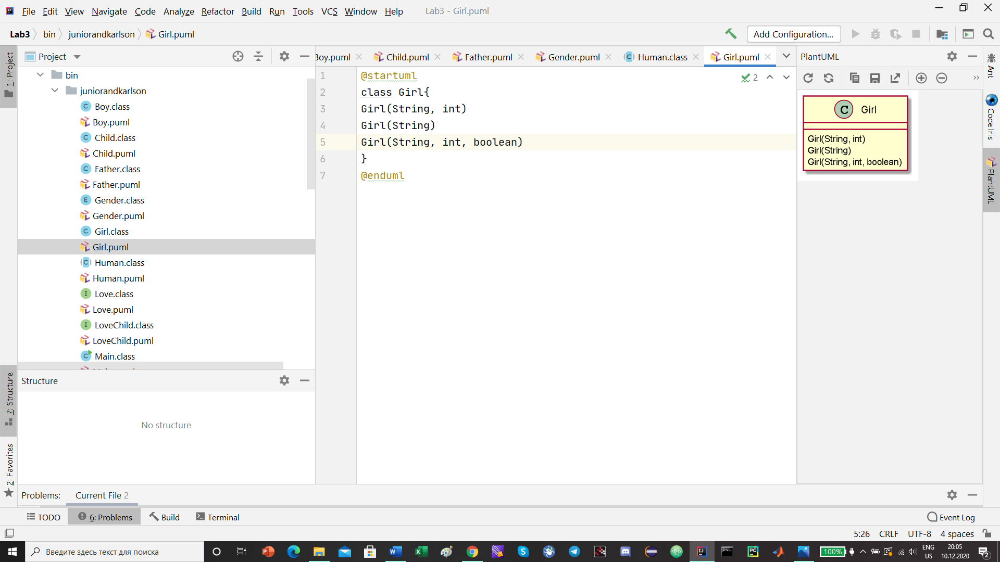 File Edit View Navigate Code Analyze Refactor Build Run Tools VCS Window Help Lab3 - Girl.puml
Lab3 bin juniorandkarlson Girl.puml Add Configuration...
1: Project
Project
bin
juniorandkarlson
Boy.class
Boy.puml
Child.class
Child.puml
Father.class
Father.puml
Gender.class
Gender.puml
Girl.class
Girl.puml
Human.class
Human.puml
Love.class
Love.puml
LoveChild.class
LoveChild.puml
Main.class
7: Structure
Structure
No structure
2: Favorites
Boy.puml Child.puml Father.puml Gender.puml Human.class Girl.puml
1 @startuml
2 class Girl{
3 Girl(String, int)
4 Girl(String)
5 Girl(String, int, boolean)
6 }
7 @enduml
2
PlantUML
C Girl
Girl(String, int)
Girl(String)
Girl(String, int, boolean)
Ant
Code Iris
PlantUML
Problems: Current File 2
TODO 6: Problems Build Terminal Event Log
5:26 CRLF UTF-8 4 spaces
Введите здесь текст для поиска
100%
ENG
US
20:05
10.12.2020
2